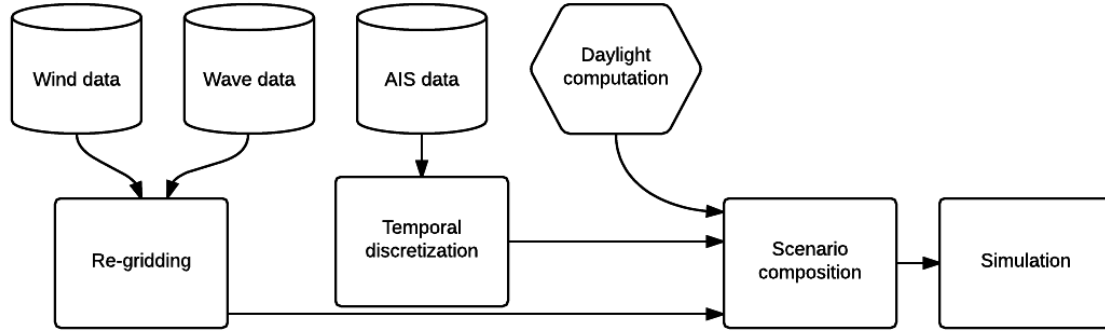 Wind data
Wave data
AIS data
Daylight
computation
Re-gridding
Temporal
discretization
Scenario
composition
Simulation